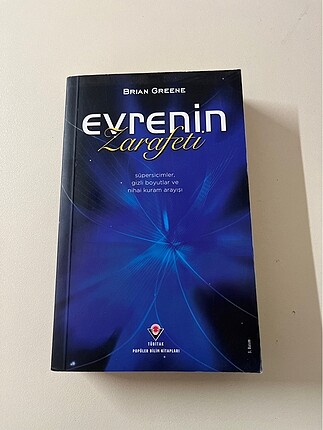 BRIAN GREENE
evrenin
Zarafeti
süpersicimler,
gizli boyutlar ve
nihai kuram arayışı
TÜBİTAK
POPÜLER BİLİM KİTAPLARI